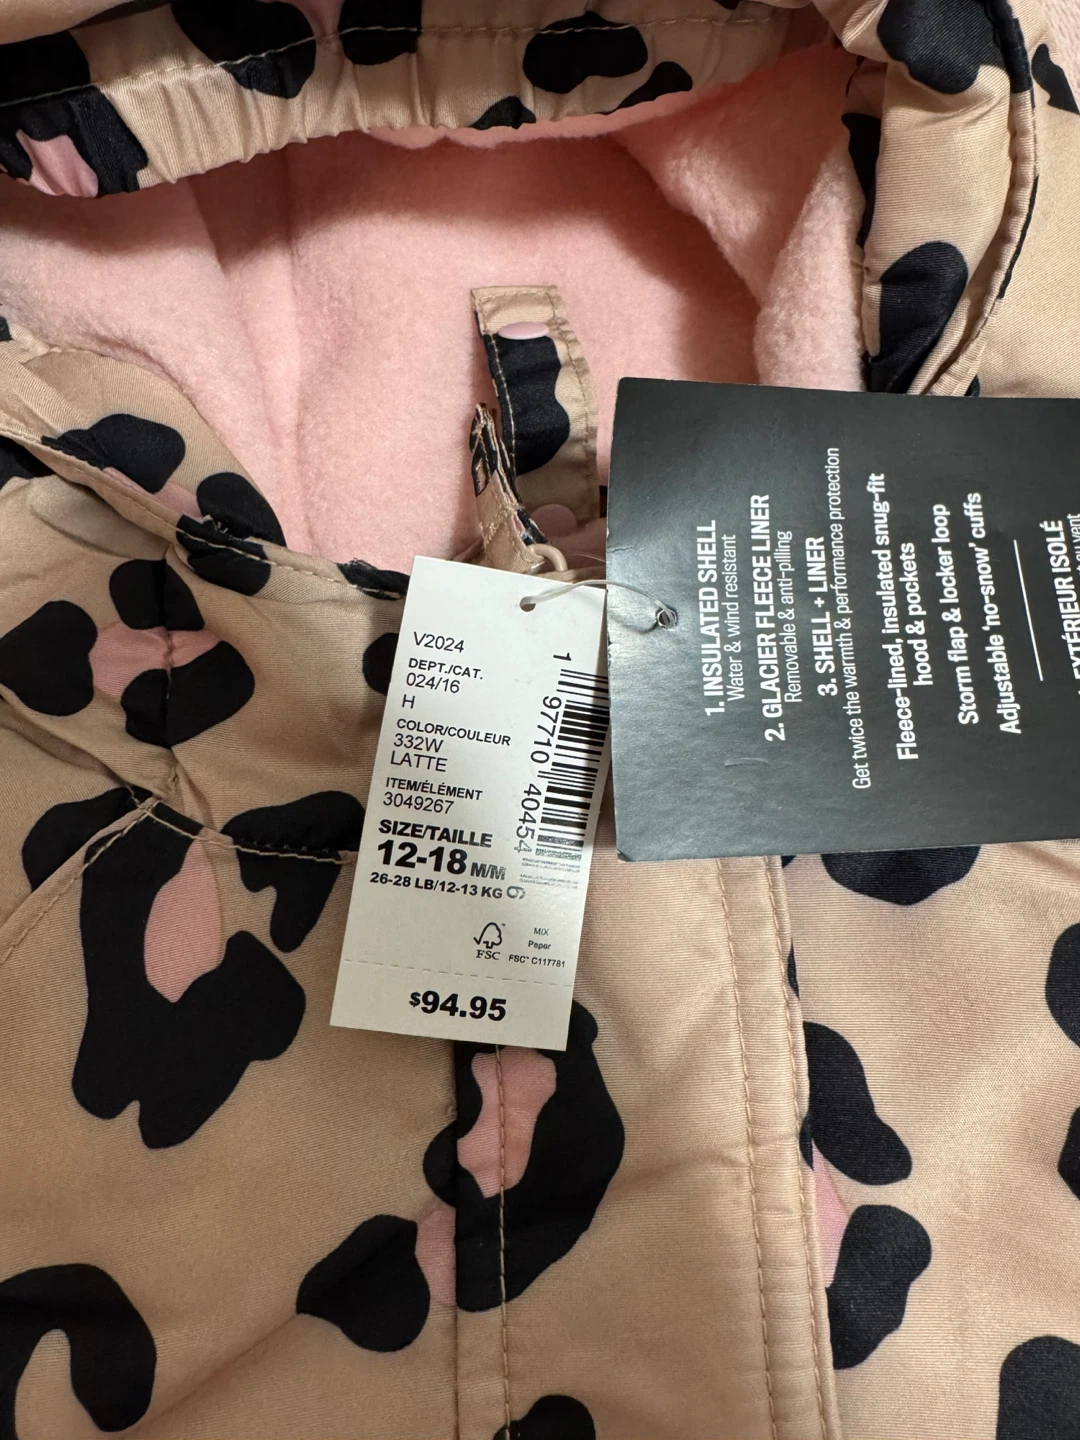 V2024
DEPT./CAT.
024/16
H
COLOR/COULEUR
332W
LATTE
ITEM/ÉLÉMENT
3049267
SIZE/TAILLE
12-18 M/M
26-28 LB/12-13 KG
1 97710 40454 6
FSC
MIX
Paper
FSC® C117781
$94.95
1. INSULATED SHELL
Water & wind resistant
2. GLACIER FLEECE LINER
Removable & anti-pilling
3. SHELL + LINER
Get twice the warmth & performance protection
Fleece-lined, insulated snug-fit
hood & pockets
Storm flap & locker loop
Adjustable 'no-snow' cuffs
EXTÉRIEUR ISOLÉ